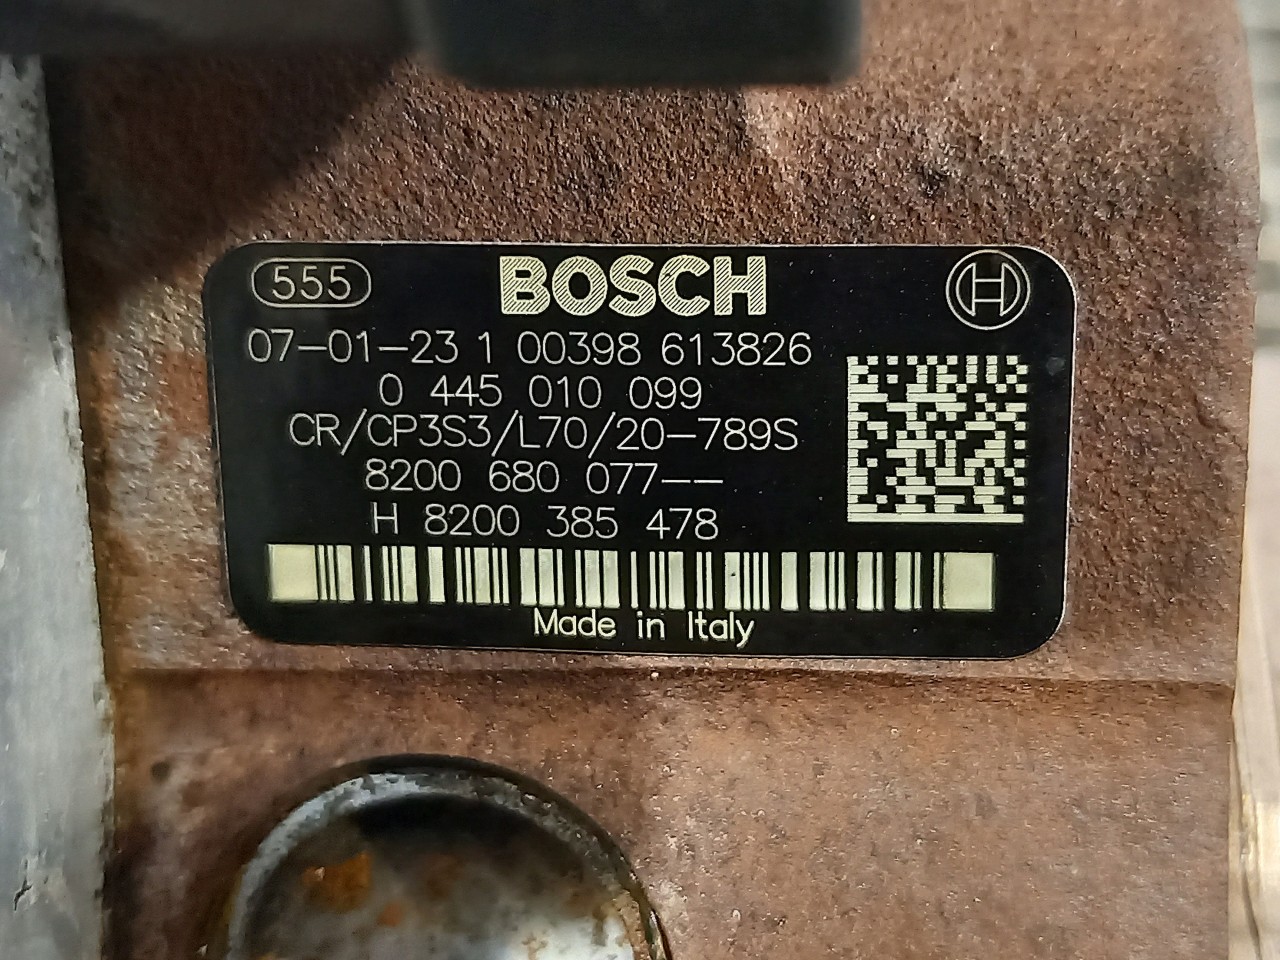 555 BOSCH
07-01-23 1 00398 613826
0 445 010 099
CR/CP3S3/L70/20-789S
8200 680 077--
H 8200 385 478
Made in Italy